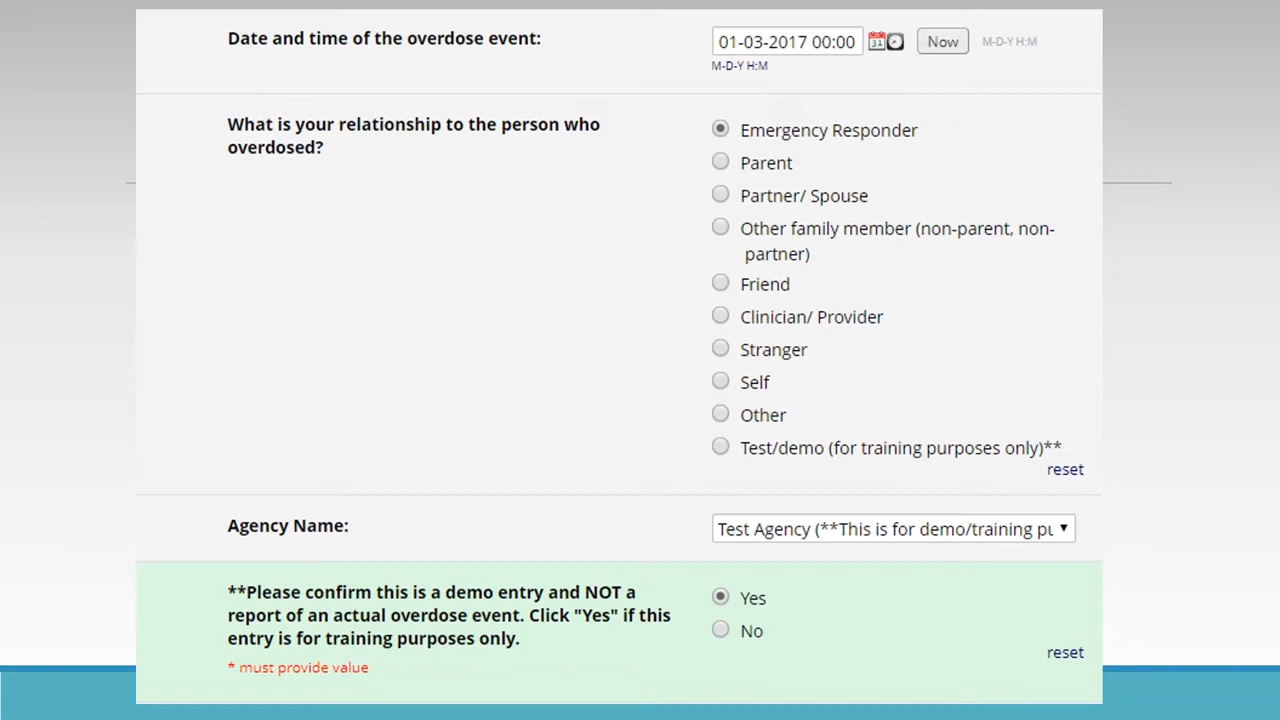 Date and time of the overdose event:
01-03-2017 00:00
31
Now
M-D-Y H:M
M-D-Y H:M
What is your relationship to the person who
overdosed?
Emergency Responder
Parent
Partner/ Spouse
Other family member (non-parent, non-
partner)
Friend
Clinician/ Provider
Stranger
Self
Other
Test/demo (for training purposes only)**
reset
Agency Name:
Test Agency (**This is for demo/training pu
**Please confirm this is a demo entry and NOT a
report of an actual overdose event. Click "Yes" if this
entry is for training purposes only.
* must provide value
Yes
No
reset